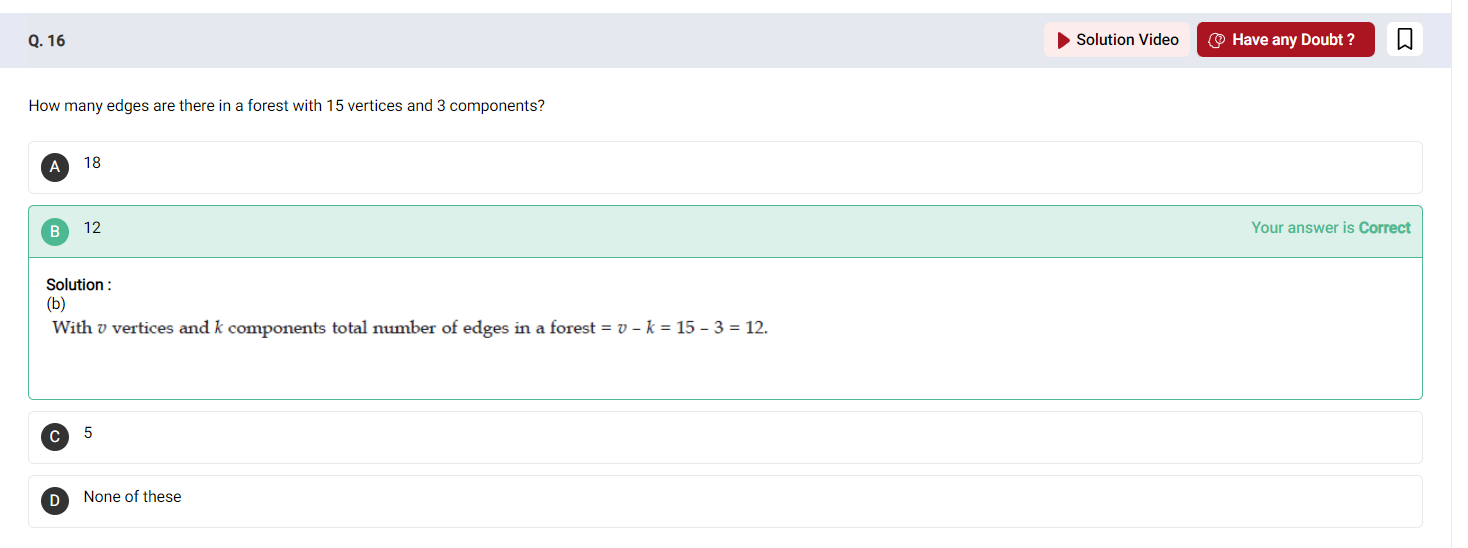 Q. 16
Solution Video
Have any Doubt ?
How many edges are there in a forest with 15 vertices and 3 components?
A
18
B
12
Your answer is Correct
Solution :
(b)
With v vertices and k components total number of edges in a forest = v – k = 15 – 3 = 12.
C
5
D
None of these